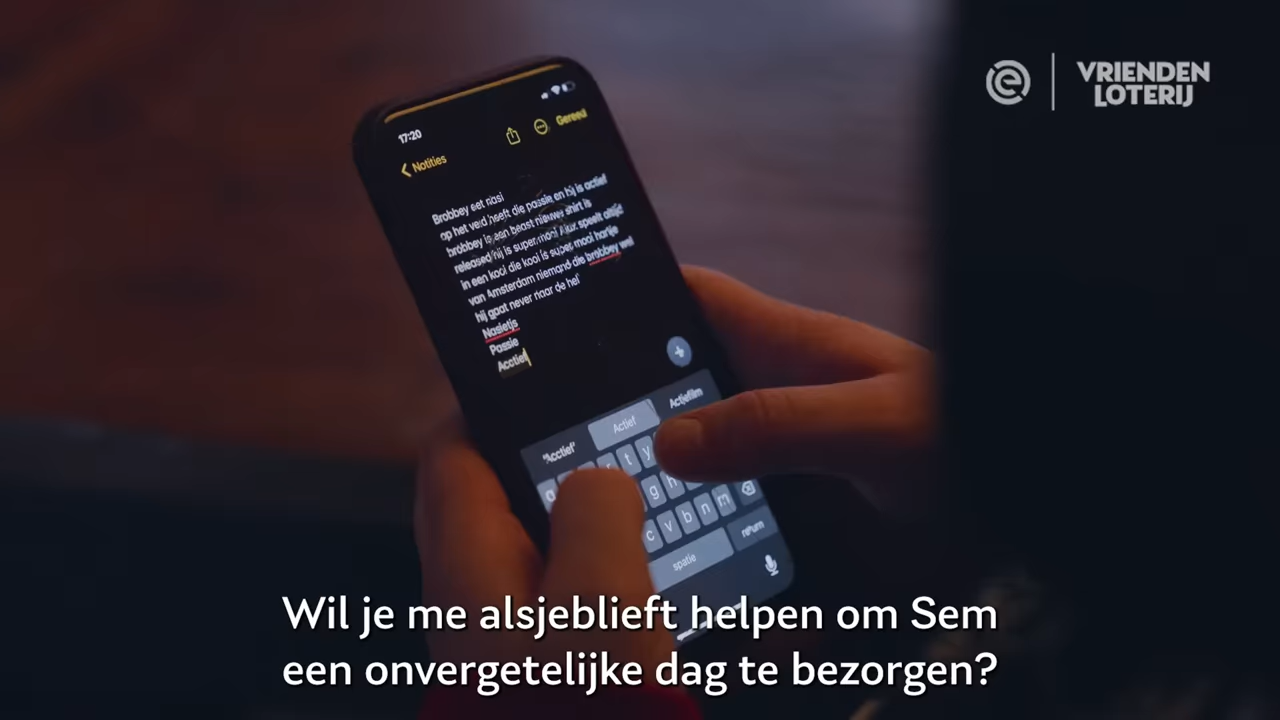 e
VRIENDEN
LOTERIJ
17:20
Notities
Gereed
Brobbey eet nasi
op het veld heeft die passie en hij is actief
brobbey is een beast nieuwe shirt is
released hij is super mooi Ajax speelt altijd
in een kooi die kooi is super mooi hartje
van Amsterdam niemand die brobbey wel
hij gaat never naar de hel
Nasietjs
Passie
Acctief
"Acctief" Actief Actiefilm
t y
g h
c v b n m
spatie return
Wil je me alsjeblieft helpen om Sem
een onvergetelijke dag te bezorgen?